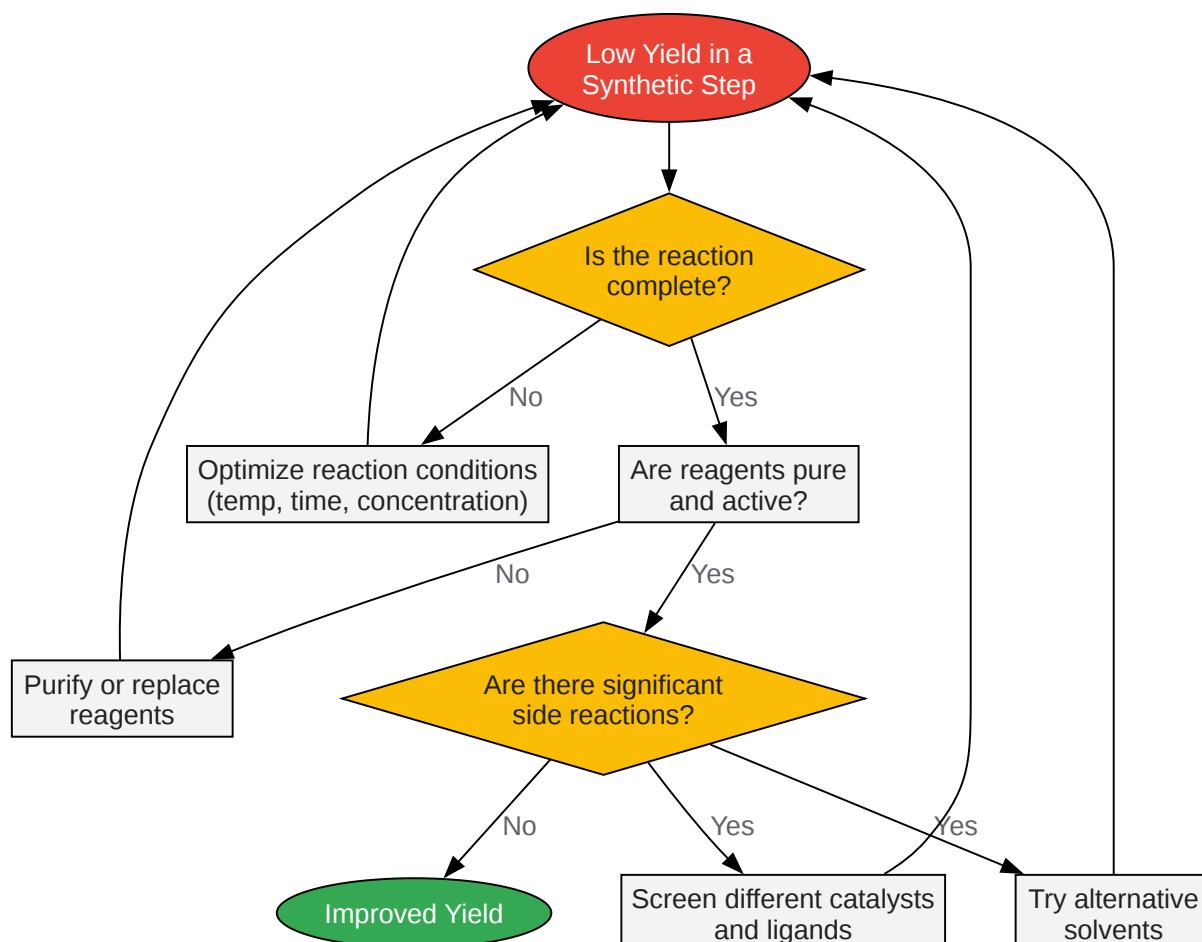 Low Yield in a
Synthetic Step
Is the reaction
complete?
No
Yes
Optimize reaction conditions
(temp, time, concentration)
Are reagents pure
and active?
No
Yes
Purify or replace
reagents
Are there significant
side reactions?
No
Yes
Yes
Improved Yield
Screen different catalysts
and ligands
Try alternative
solvents